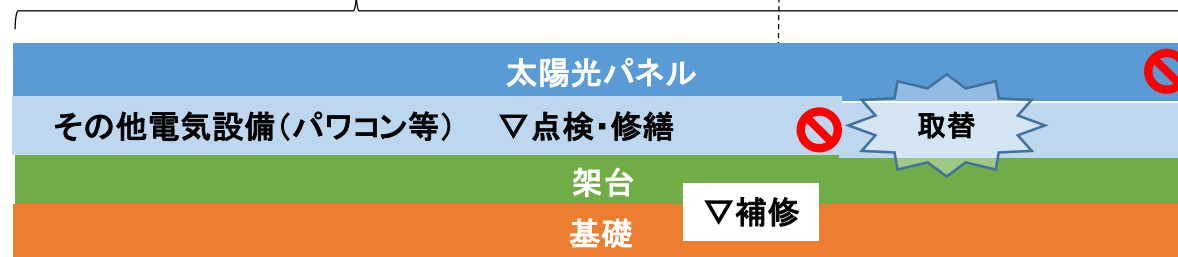 太陽光パネル
その他電気設備(パワコン等) ▽点検・修繕
取替
架台
▽補修
基礎